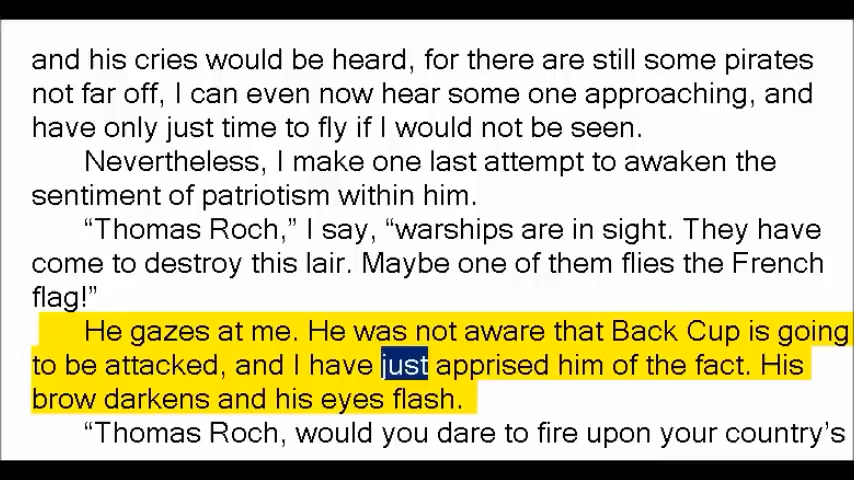 and his cries would be heard, for there are still some pirates
not far off, I can even now hear some one approaching, and
have only just time to fly if I would not be seen.
Nevertheless, I make one last attempt to awaken the
sentiment of patriotism within him.
“Thomas Roch,” I say, “warships are in sight. They have
come to destroy this lair. Maybe one of them flies the French
flag!”
He gazes at me. He was not aware that Back Cup is going
to be attacked, and I have just apprised him of the fact. His
brow darkens and his eyes flash.
“Thomas Roch, would you dare to fire upon your country’s